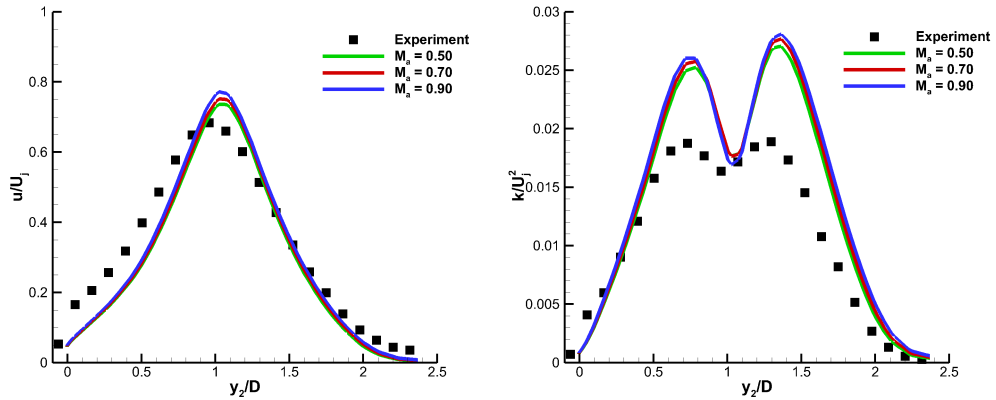 1
0.8
0.6
0.4
0.2
0
u/Uj
0
0.5
1
1.5
2
2.5
y2/D
Experiment
Ma = 0.50
Ma = 0.70
Ma = 0.90
0.03
0.025
0.02
0.015
0.01
0.005
0
k/Uj2
0
0.5
1
1.5
2
2.5
y2/D
Experiment
Ma = 0.50
Ma = 0.70
Ma = 0.90